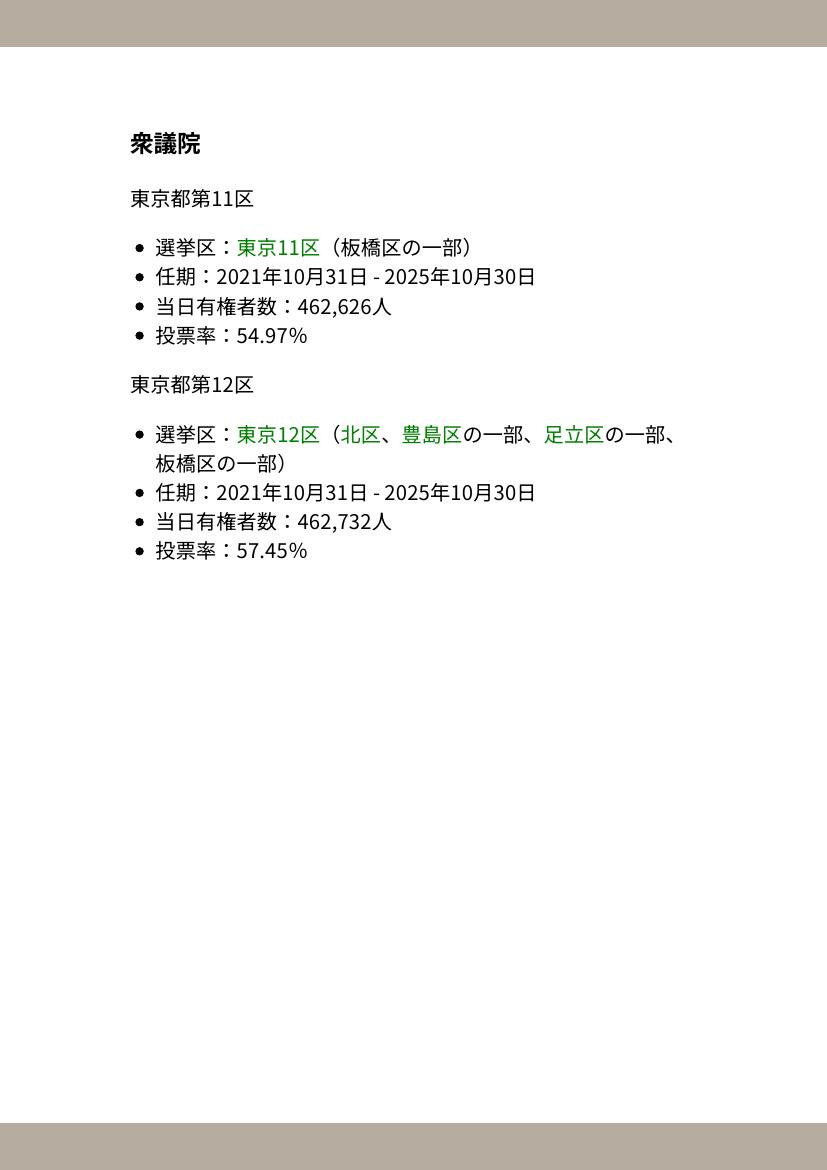 衆議院
東京都第11区
選挙区：東京11区（板橋区の一部）
任期：2021年10月31日 - 2025年10月30日
当日有権者数：462,626人
投票率：54.97%
東京都第12区
選挙区：東京12区（北区、豊島区の一部、足立区の一部、
板橋区の一部）
任期：2021年10月31日 - 2025年10月30日
当日有権者数：462,732人
投票率：57.45%